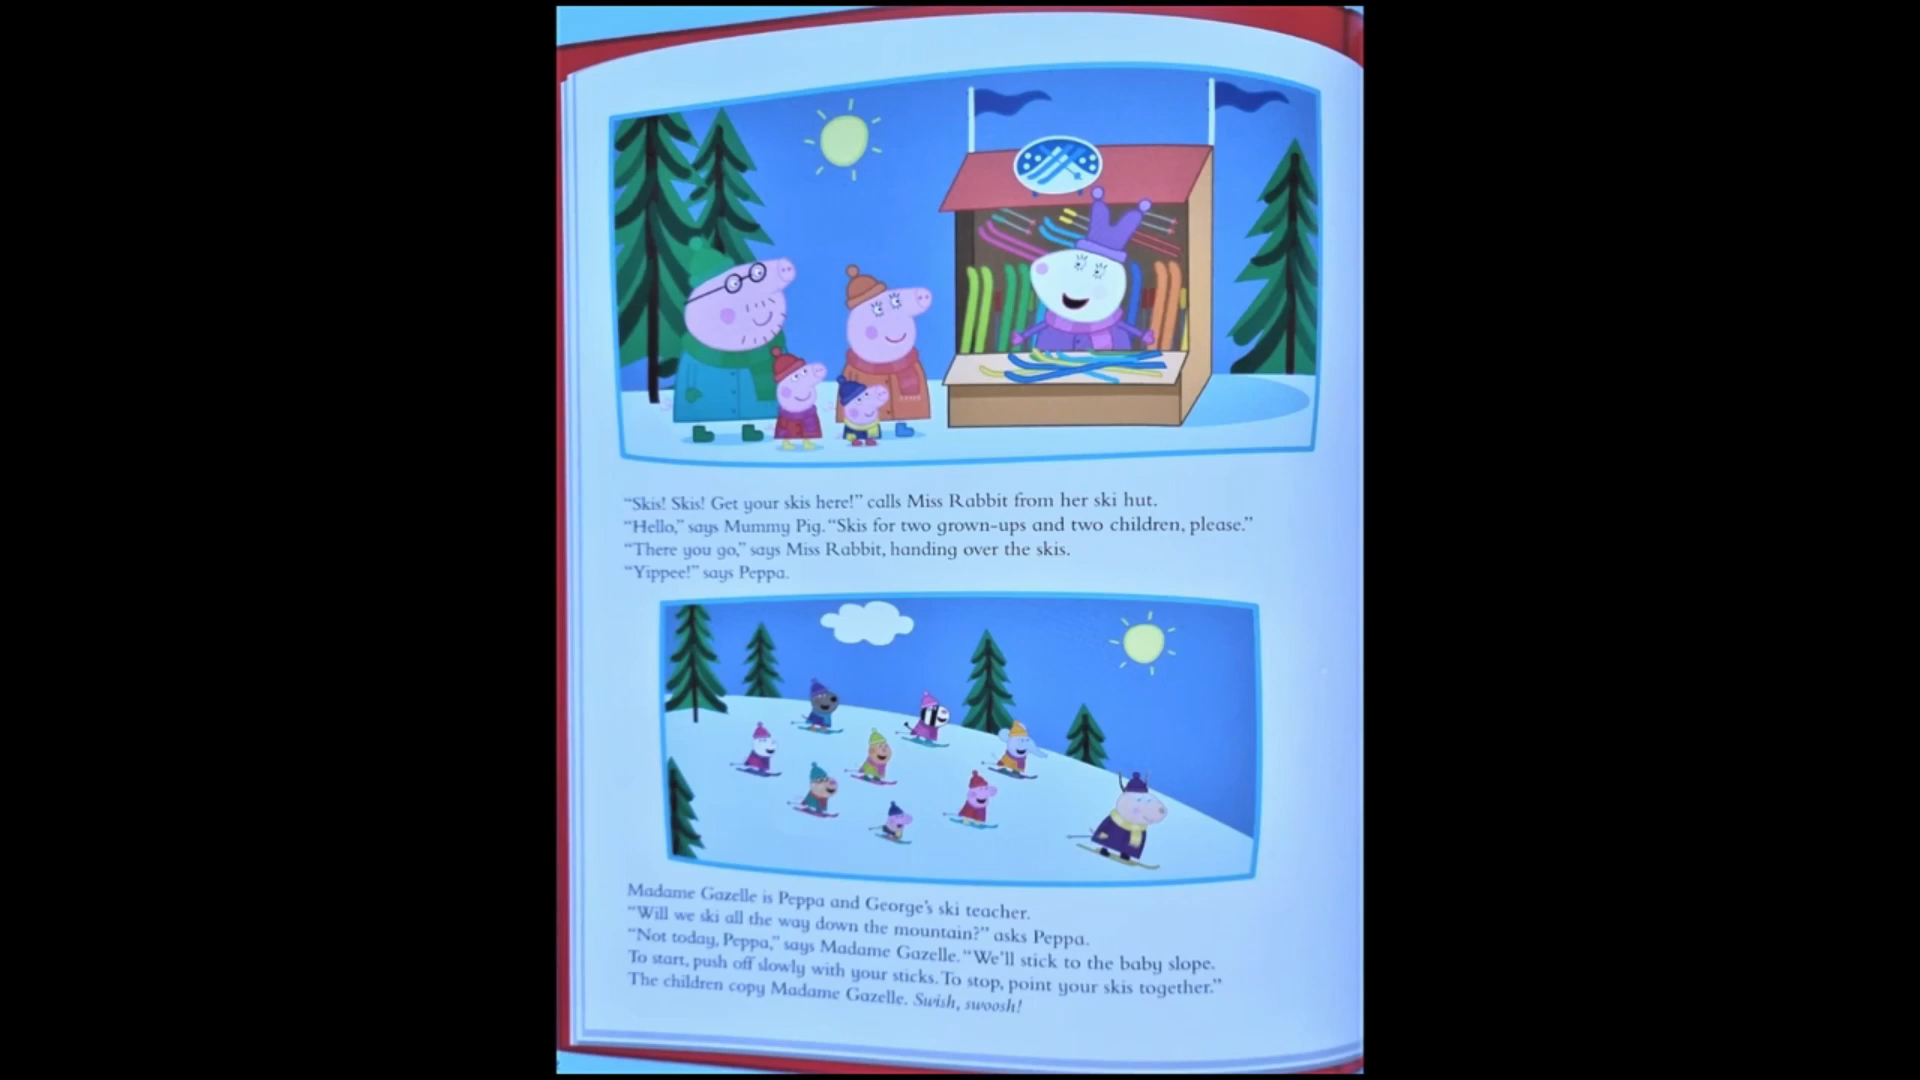 “Skis! Skis! Get your skis here!” calls Miss Rabbit from her ski hut.
“Hello,” says Mummy Pig. “Skis for two grown-ups and two children, please.”
“There you go,” says Miss Rabbit, handing over the skis.
“Yippee!” says Peppa.
Madame Gazelle is Peppa and George’s ski teacher.
“Will we ski all the way down the mountain?” asks Peppa.
“Not today, Peppa,” says Madame Gazelle. “We’ll stick to the baby slope.
To start, push off slowly with your sticks. To stop, point your skis together.”
The children copy Madame Gazelle. Swish, swoosh!